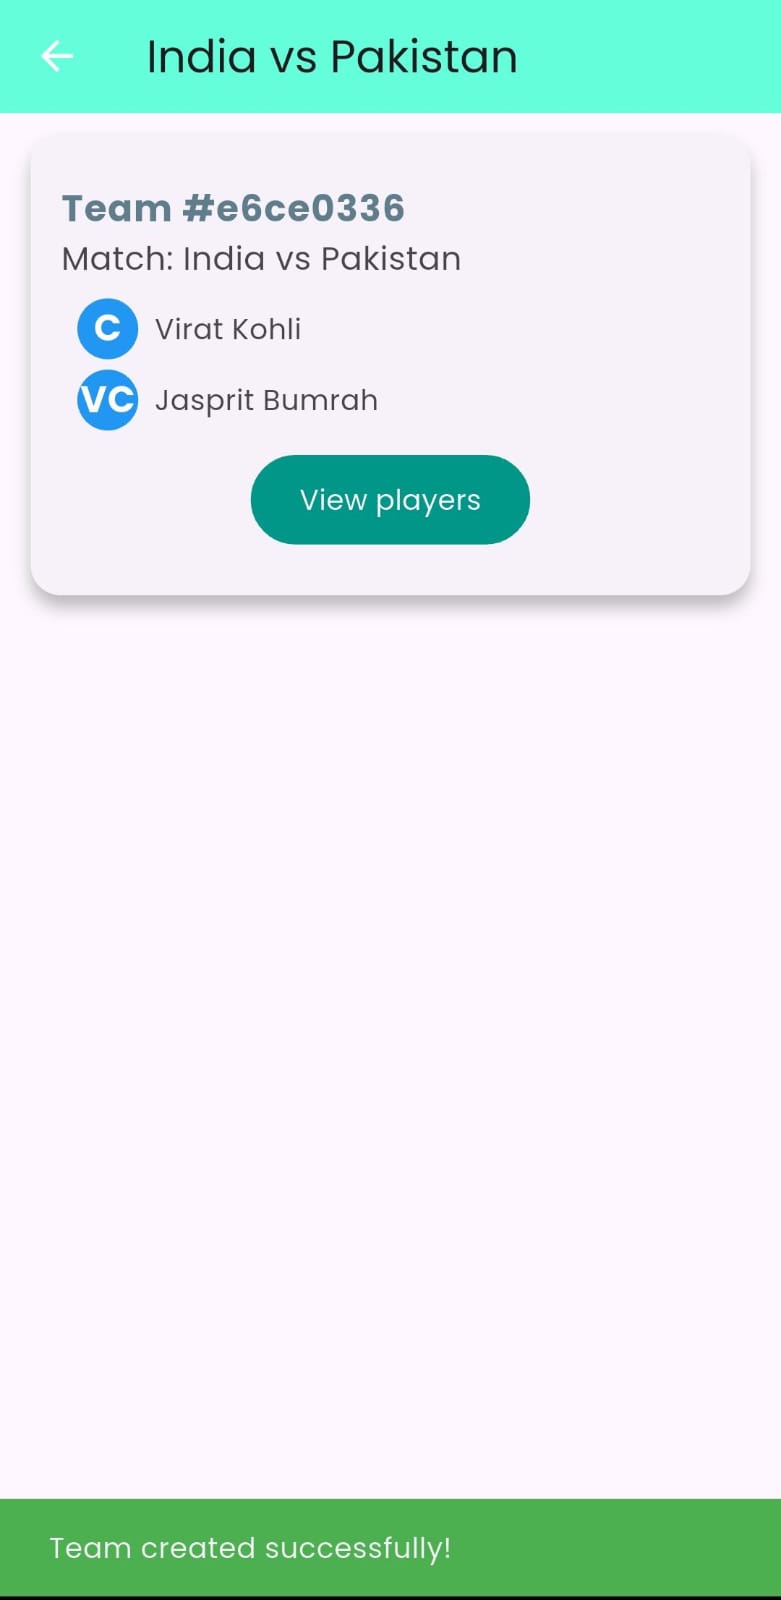 India vs Pakistan
Team #e6ce0336
Match: India vs Pakistan
C Virat Kohli
VC Jasprit Bumrah
View players
Team created successfully!